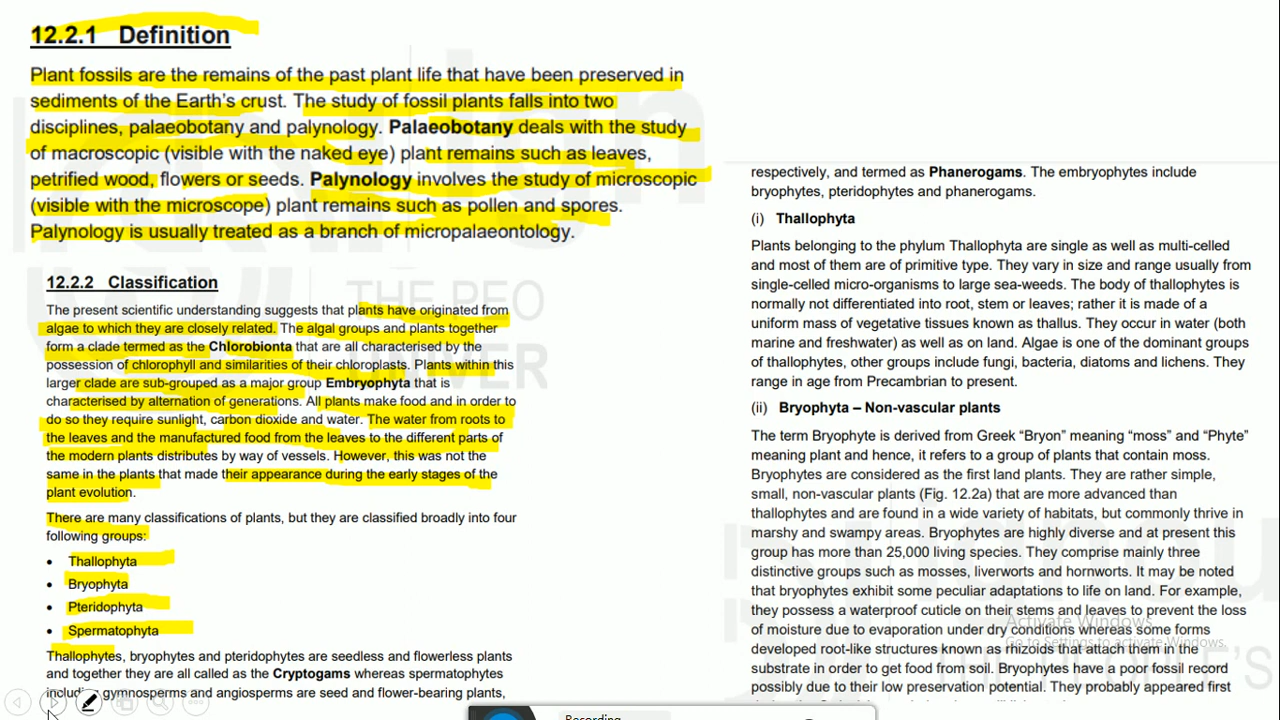 12.2.1 Definition
Plant fossils are the remains of the past plant life that have been preserved in
sediments of the Earth's crust. The study of fossil plants falls into two
disciplines, palaeobotany and palynology. Palaeobotany deals with the study
of macroscopic (visible with the naked eye) plant remains such as leaves,
petrified wood, flowers or seeds. Palynology involves the study of microscopic
(visible with the microscope) plant remains such as pollen and spores.
Palynology is usually treated as a branch of micropalaeontology.
12.2.2 Classification
The present scientific understanding suggests that plants have originated from
algae to which they are closely related. The algal groups and plants together
form a clade termed as the Chlorobionta that are all characterised by the
possession of chlorophyll and similarities of their chloroplasts. Plants within this
larger clade are sub-grouped as a major group Embryophyta that is
characterised by alternation of generations. All plants make food and in order to
do so they require sunlight, carbon dioxide and water. The water from roots to
the leaves and the manufactured food from the leaves to the different parts of
the modern plants distributes by way of vessels. However, this was not the
same in the plants that made their appearance during the early stages of the
plant evolution.
There are many classifications of plants, but they are classified broadly into four
following groups:
• Thallophyta
• Bryophyta
• Pteridophyta
• Spermatophyta
Thallophytes, bryophytes and pteridophytes are seedless and flowerless plants
and together they are all called as the Cryptogams whereas spermatophytes
gymnosperms and angiosperms are seed and flower-bearing plants,
respectively, and termed as Phanerogams. The embryophytes include
bryophytes, pteridophytes and phanerogams.
(i) Thallophyta
Plants belonging to the phylum Thallophyta are single as well as multi-celled
and most of them are of primitive type. They vary in size and range usually from
single-celled micro-organisms to large sea-weeds. The body of thallophytes is
normally not differentiated into root, stem or leaves; rather it is made of a
uniform mass of vegetative tissues known as thallus. They occur in water (both
marine and freshwater) as well as on land. Algae is one of the dominant groups
of thallophytes, other groups include fungi, bacteria, diatoms and lichens. They
range in age from Precambrian to present.
(ii) Bryophyta – Non-vascular plants
The term Bryophyte is derived from Greek “Bryon” meaning “moss” and “Phyte”
meaning plant and hence, it refers to a group of plants that contain moss.
Bryophytes are considered as the first land plants. They are rather simple,
small, non-vascular plants (Fig. 12.2a) that are more advanced than
thallophytes and are found in a wide variety of habitats, but commonly thrive in
marshy and swampy areas. Bryophytes are highly diverse and at present this
group has more than 25,000 living species. They comprise mainly three
distinctive groups such as mosses, liverworts and hornworts. It may be noted
that bryophytes exhibit some peculiar adaptations to life on land. For example,
they possess a waterproof cuticle on their stems and leaves to prevent the loss
of moisture due to evaporation under dry conditions whereas some forms
developed root-like structures known as rhizoids that attach them in the
substrate in order to get food from soil. Bryophytes have a poor fossil record
possibly due to their low preservation potential. They probably appeared first
THE PEO
UNIVER
Activate Windows
Go to Settings to activate Windows.
THE PEOPLE'S
Recording